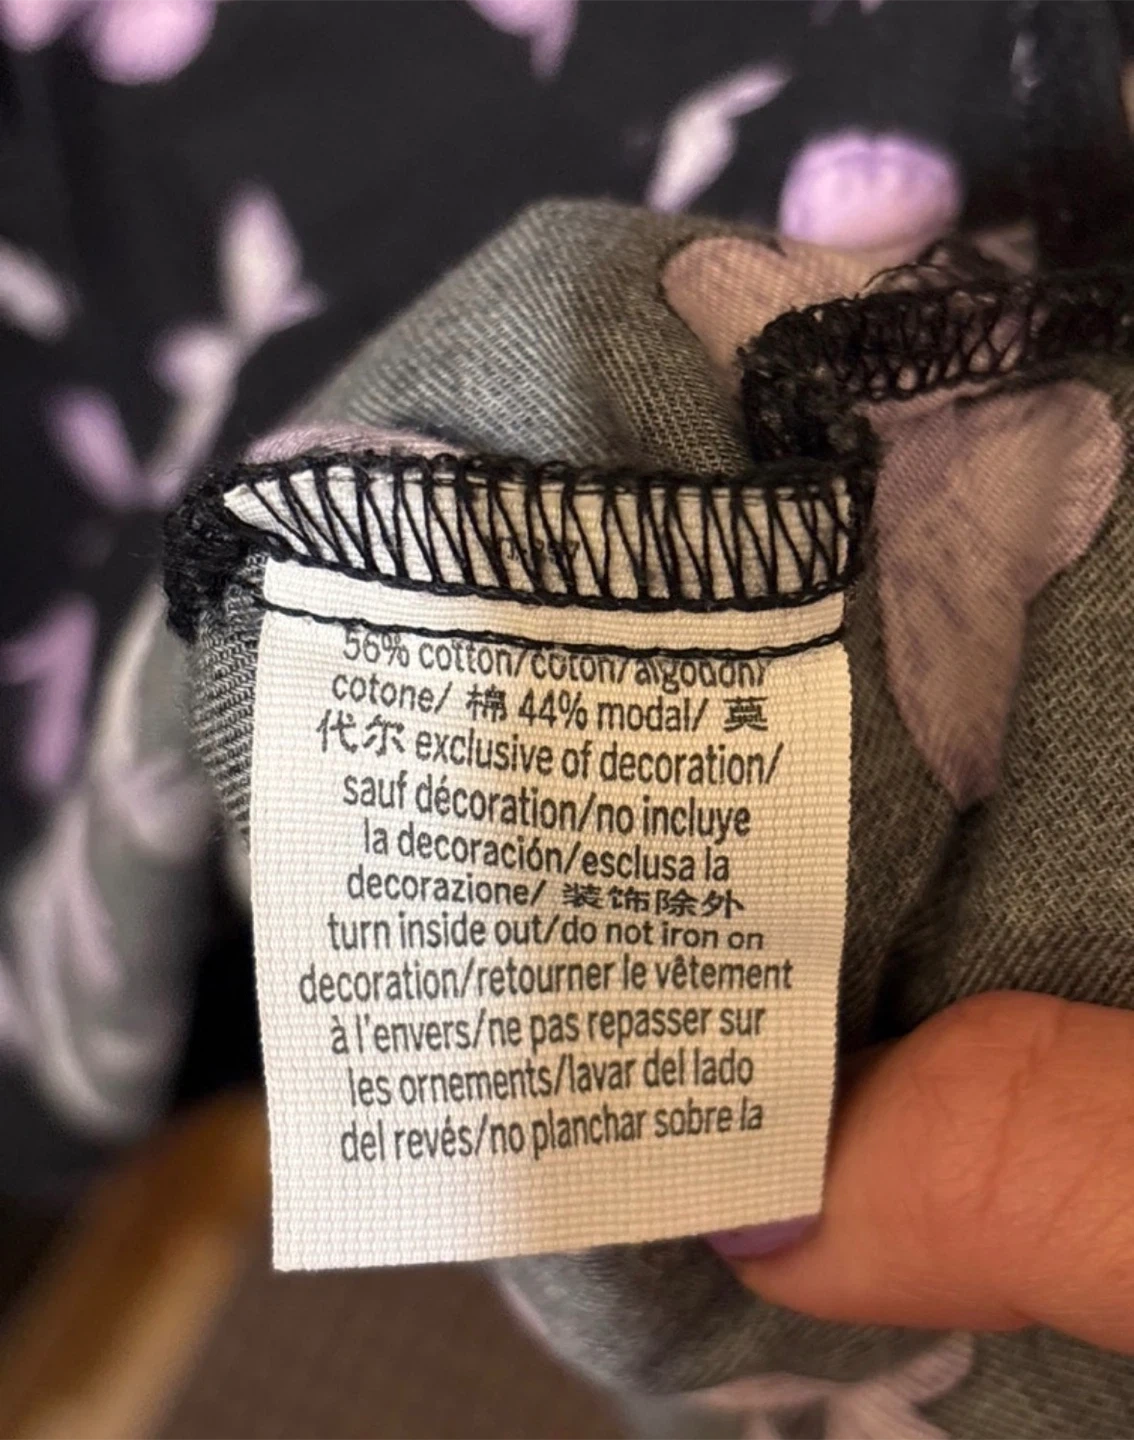 56% cotton/coton/algodón/
cotone/ 棉 44% modal/ 莫
代尔 exclusive of decoration/
sauf décoration/no incluye
la decoración/esclusa la
decorazione/ 装饰除外
turn inside out/do not iron on
decoration/retourner le vêtement
à l'envers/ne pas repasser sur
les ornements/lavar del lado
del revés/no planchar sobre la